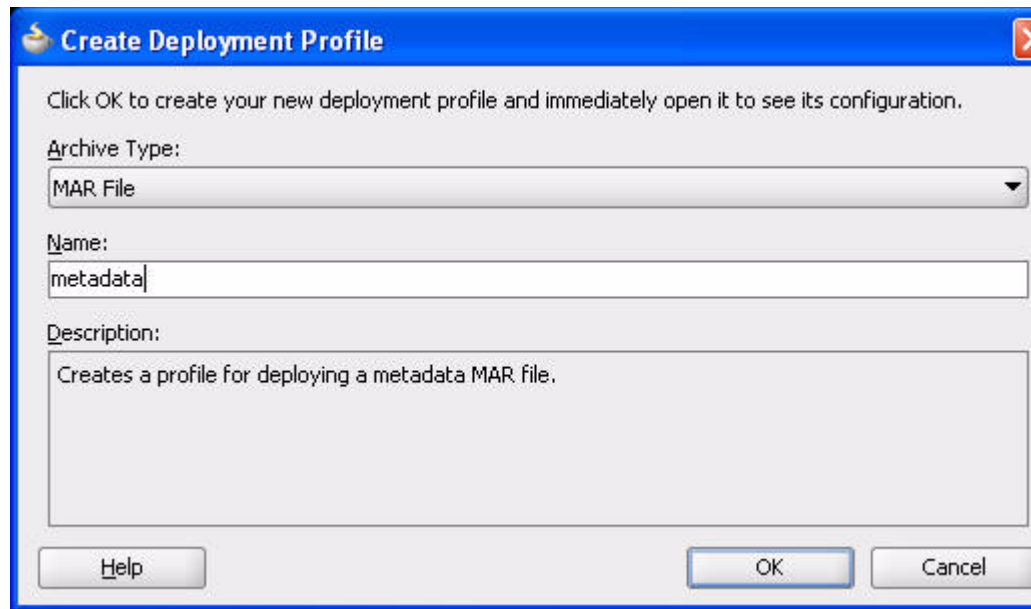 Create Deployment Profile
Click OK to create your new deployment profile and immediately open it to see its configuration.
Archive Type:
MAR File
Name:
metadata
Description:
Creates a profile for deploying a metadata MAR file.
Help
OK
Cancel